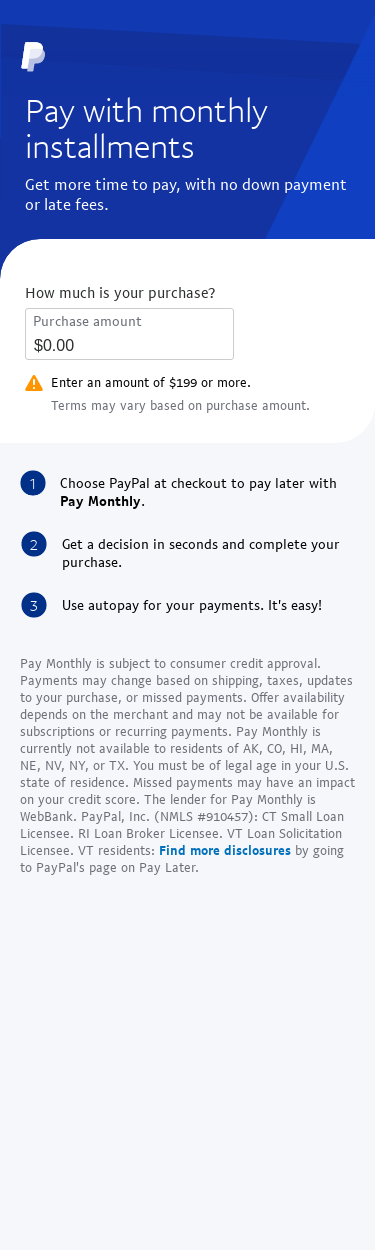 Pay with monthly
installments
Get more time to pay, with no down payment
or late fees.
How much is your purchase?
Purchase amount
$0.00
Enter an amount of $199 or more.
Terms may vary based on purchase amount.
1 Choose PayPal at checkout to pay later with
Pay Monthly.
2 Get a decision in seconds and complete your
purchase.
3 Use autopay for your payments. It's easy!
Pay Monthly is subject to consumer credit approval.
Payments may change based on shipping, taxes, updates
to your purchase, or missed payments. Offer availability
depends on the merchant and may not be available for
subscriptions or recurring payments. Pay Monthly is
currently not available to residents of AK, CO, HI, MA,
NE, NV, NY, or TX. You must be of legal age in your U.S.
state of residence. Missed payments may have an impact
on your credit score. The lender for Pay Monthly is
WebBank. PayPal, Inc. (NMLS #910457): CT Small Loan
Licensee. RI Loan Broker Licensee. VT Loan Solicitation
Licensee. VT residents: Find more disclosures by going
to PayPal's page on Pay Later.